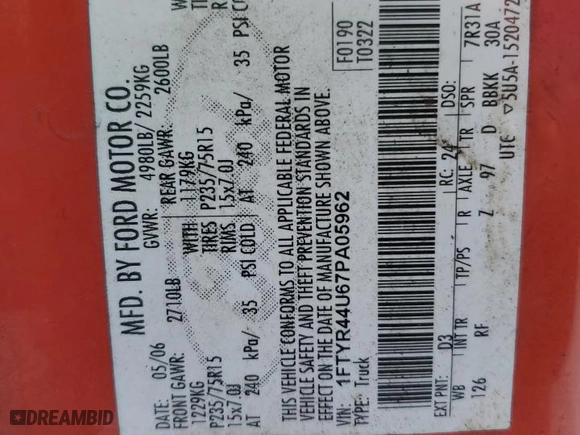 MFD. BY FORD MOTOR CO.
DATE: 05/06 GVWR: 4980LB/ 2259KG
FRONT GAWR: 2710LB REAR GAWR: 2600LB
1229KG WITH 1179KG
P235/75R15 TIRES P235/75R15
15x7.0J RIMS 15x7.0J
AT 240 kPa/ 35 PSI COLD AT 240 kPa/ 35 PSI CO
THIS VEHICLE CONFORMS TO ALL APPLICABLE FEDERAL MOTOR
VEHICLE SAFETY AND THEFT PREVENTION STANDARDS IN
EFFECT ON THE DATE OF MANUFACTURE SHOWN ABOVE.
VIN: 1FTYR44U67PA05962
TYPE: Truck
F0190
T0322
EXT PNT: D3 RC: 24 DSO:
WB INT TR TP/PS R AXLE TR SPR 7R31A
126 RF Z 97 D BBKK 30A
UTC ▽5U5A-1520472
DREAMBID